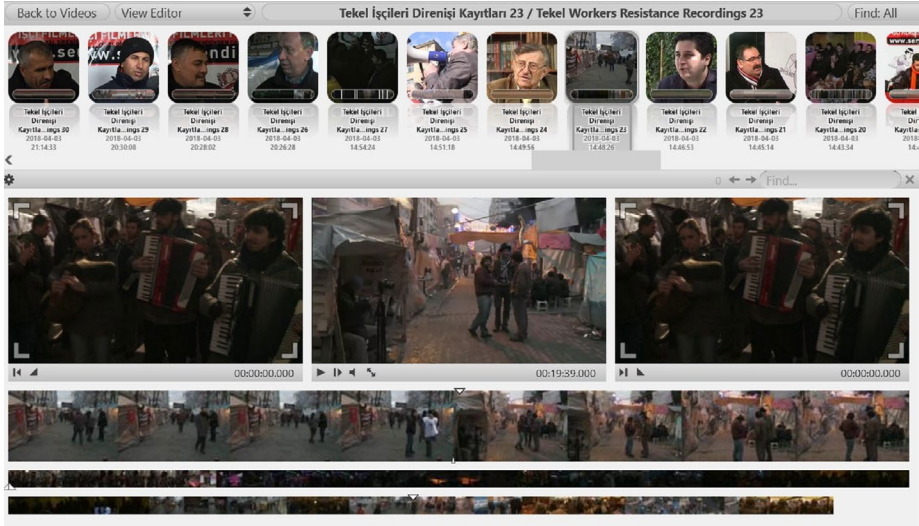 Back to Videos
View Editor
Tekel İşçileri Direnişi Kayıtları 23 / Tekel Workers Resistance Recordings 23
Find: All
Tekel İşçileri
Direnişi
Kayıtla...ings 30
2018-04-03
21:14:33
Tekel İşçileri
Direnişi
Kayıtla...ings 29
2018-04-03
20:30:08
Tekel İşçileri
Direnişi
Kayıtla...ings 28
2018-04-03
20:28:02
Tekel İşçileri
Direnişi
Kayıtla...ings 26
2018-04-03
20:26:28
Tekel İşçileri
Direnişi
Kayıtla...ings 27
2018-04-03
14:54:24
Tekel İşçileri
Direnişi
Kayıtla...ings 25
2018-04-03
14:51:18
Tekel İşçileri
Direnişi
Kayıtla...ings 24
2018-04-03
14:49:56
Tekel İşçileri
Direnişi
Kayıtla...ings 23
2018-04-03
14:48:26
Tekel İşçileri
Direnişi
Kayıtla...ings 22
2018-04-03
14:46:53
Tekel İşçileri
Direnişi
Kayıtla...ings 21
2018-04-03
14:45:14
Tekel İşçileri
Direnişi
Kayıtla...ings 20
2018-04-03
14:43:34
0
Find...
00:00:00.000
00:19:39.000
00:00:00.000